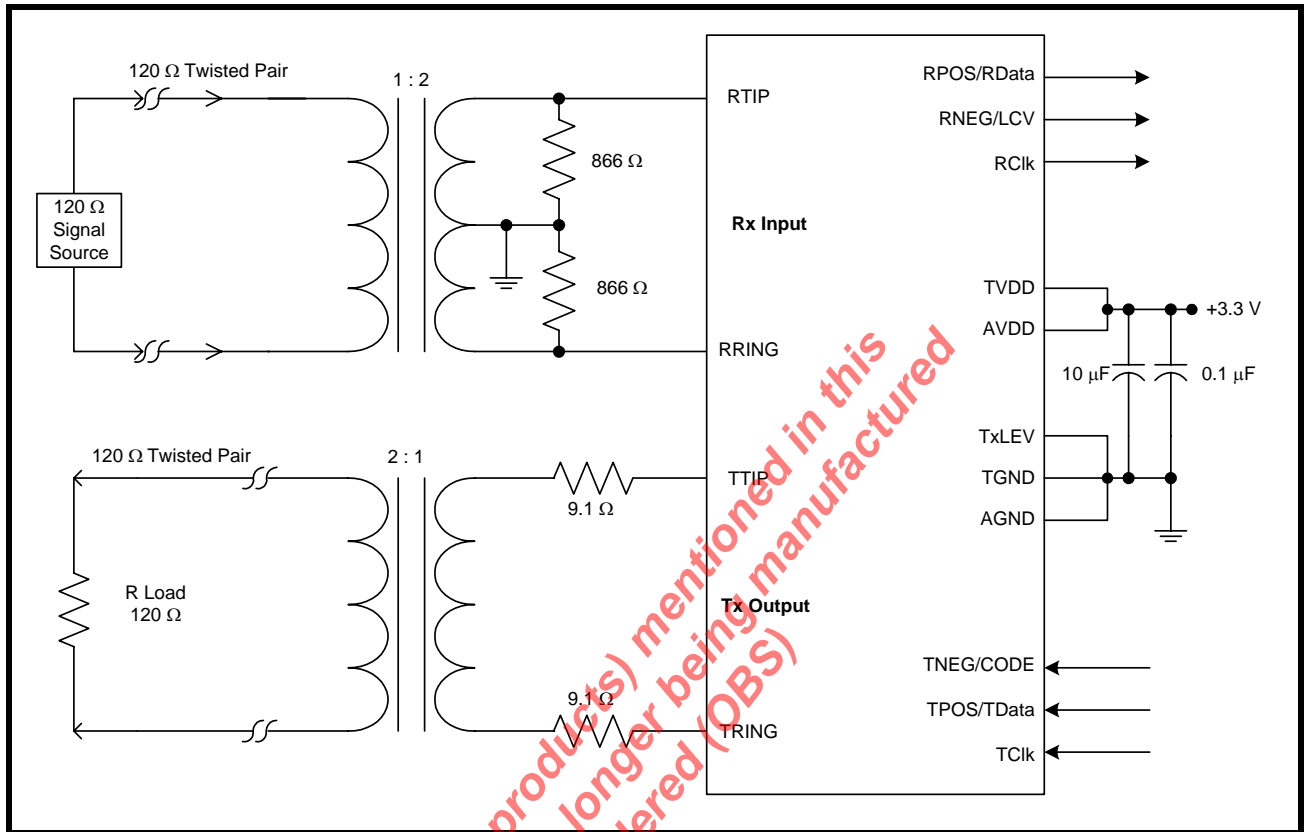 120 Ω Twisted Pair
1 : 2
120 Ω
Signal
Source
866 Ω
866 Ω
RTIP
Rx Input
RRING
RPOS/RData
RNEG/LCV
RClk
TVDD
AVDD
+3.3 V
10 μF
0.1 μF
TxLEV
TGND
AGND
120 Ω Twisted Pair
2 : 1
R Load
120 Ω
9.1 Ω
9.1 Ω
TTIP
Tx Output
TRING
TNEG/CODE
TPOS/TData
TClk
products) mentioned in this
longer being manufactured
(OBS)